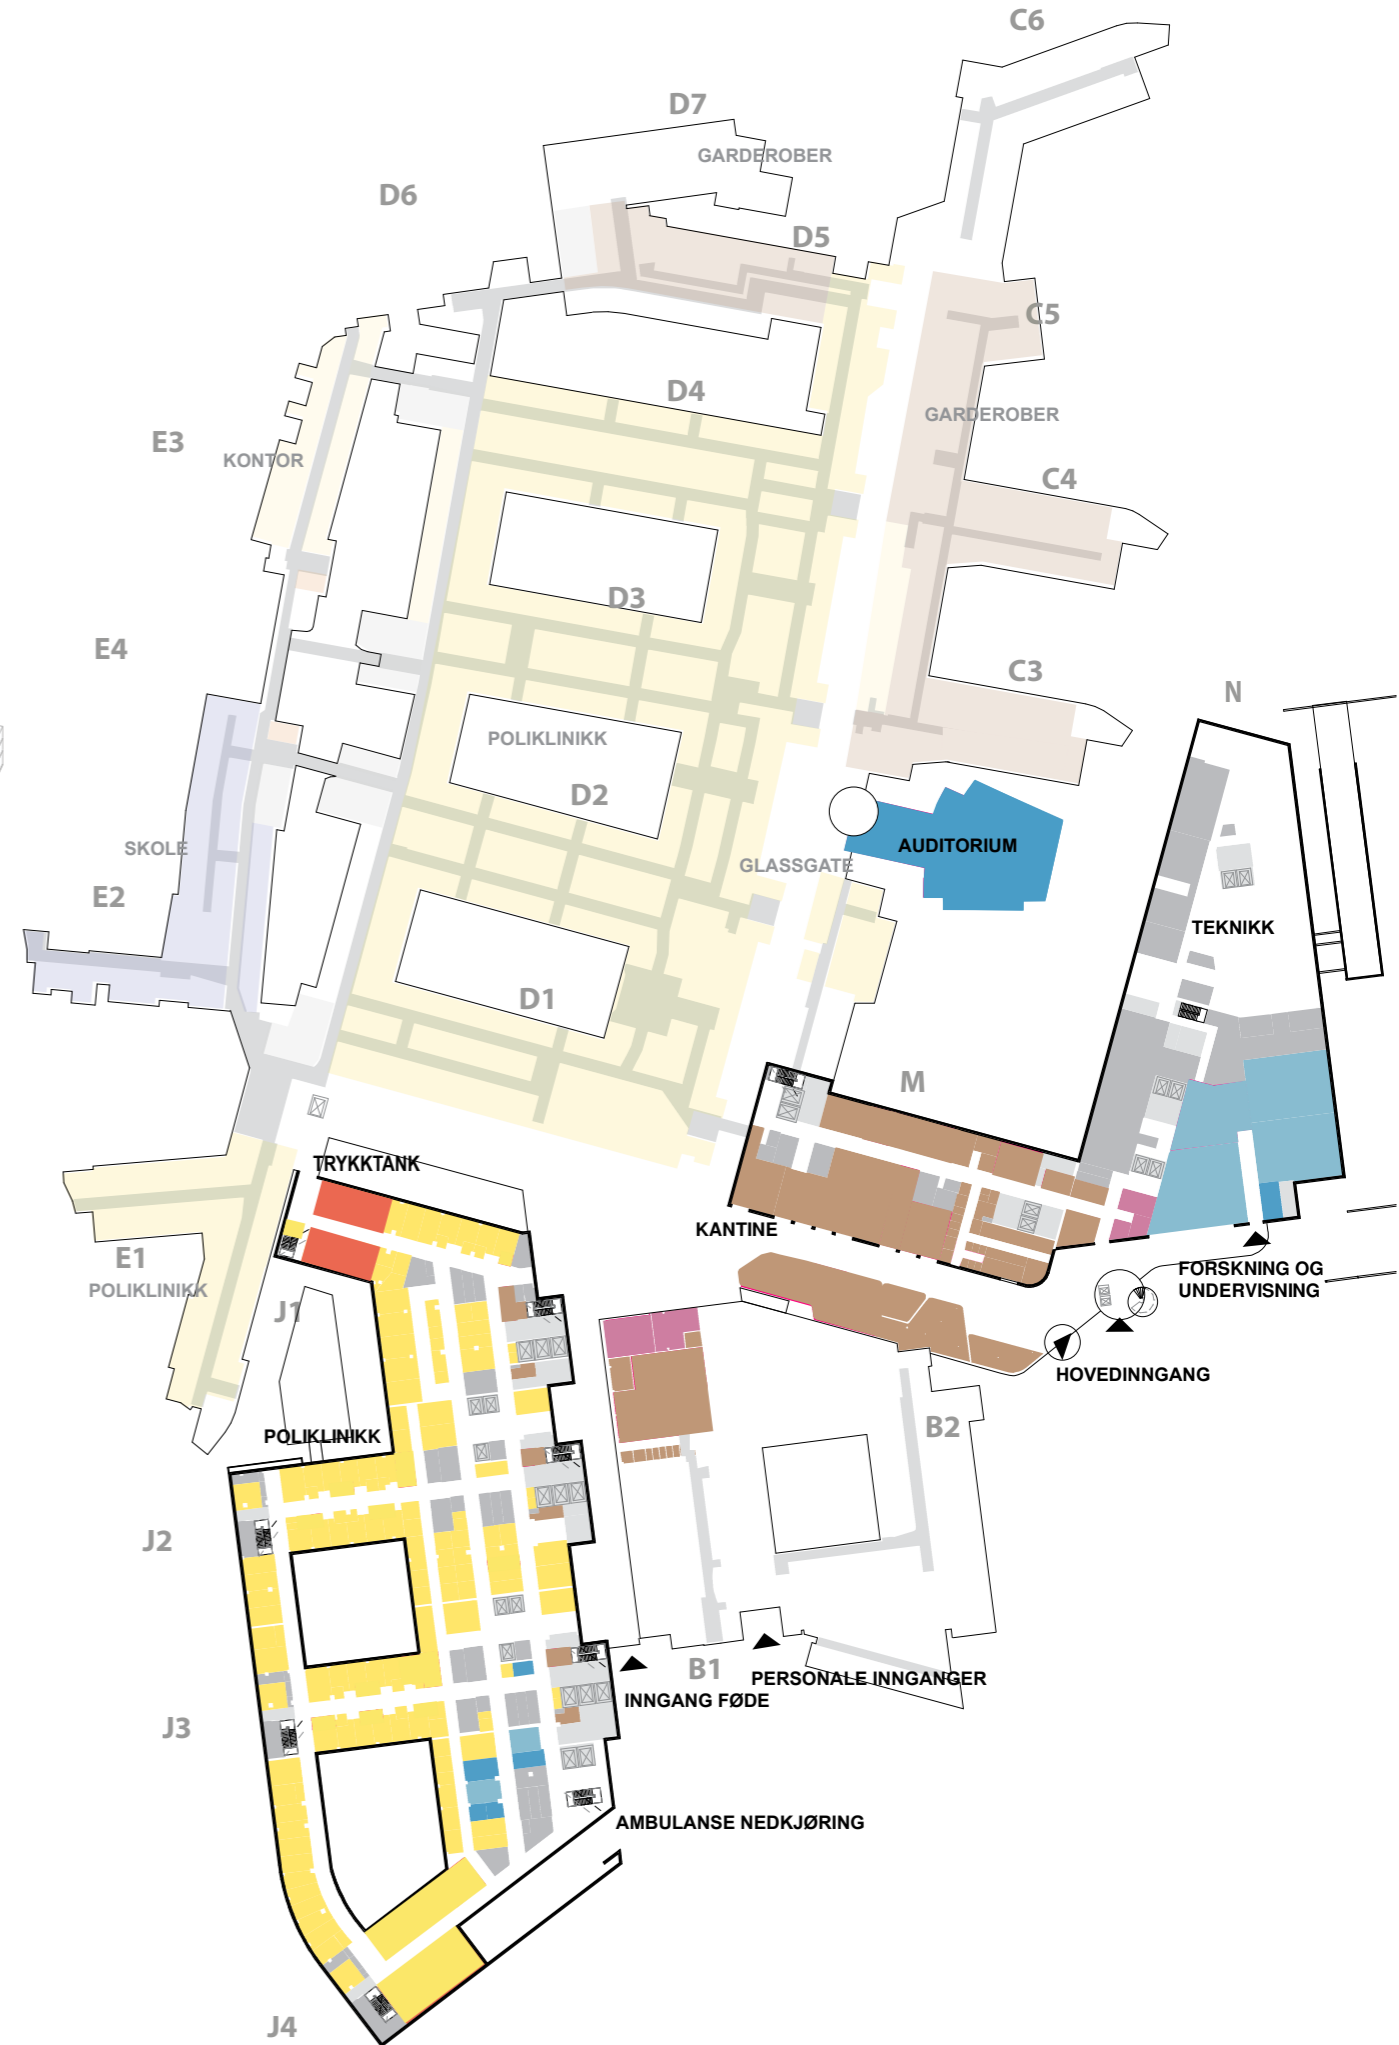 C6
D7
GARDEROBER
D6
D5
C5
D4
GARDEROBER
E3
KONTOR
C4
D3
E4
C3
N
POLIKLINIKK
D2
SKOLE
AUDITORIUM
GLASSGATE
E2
TEKNIKK
D1
M
TRYKKTANK
KANTINE
E1
POLIKLINIKK
FORSKNING OG
UNDERVISNING
J1
HOVEDINNGANG
POLIKLINIKK
B2
J2
B1
PERSONALE INNGANGER
INNGANG FØDE
J3
AMBULANSE NEDKJØRING
J4